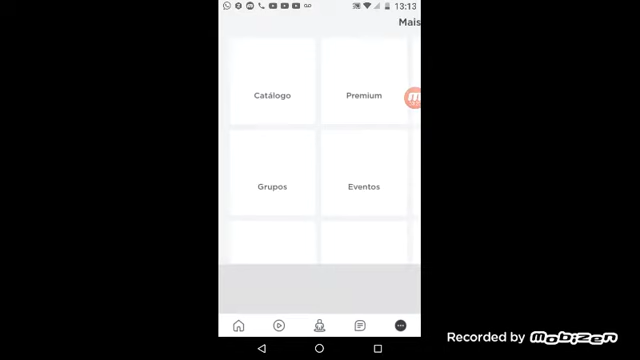 13:13
Mais
Catálogo
Premium
Grupos
Eventos
Recorded by mobizen